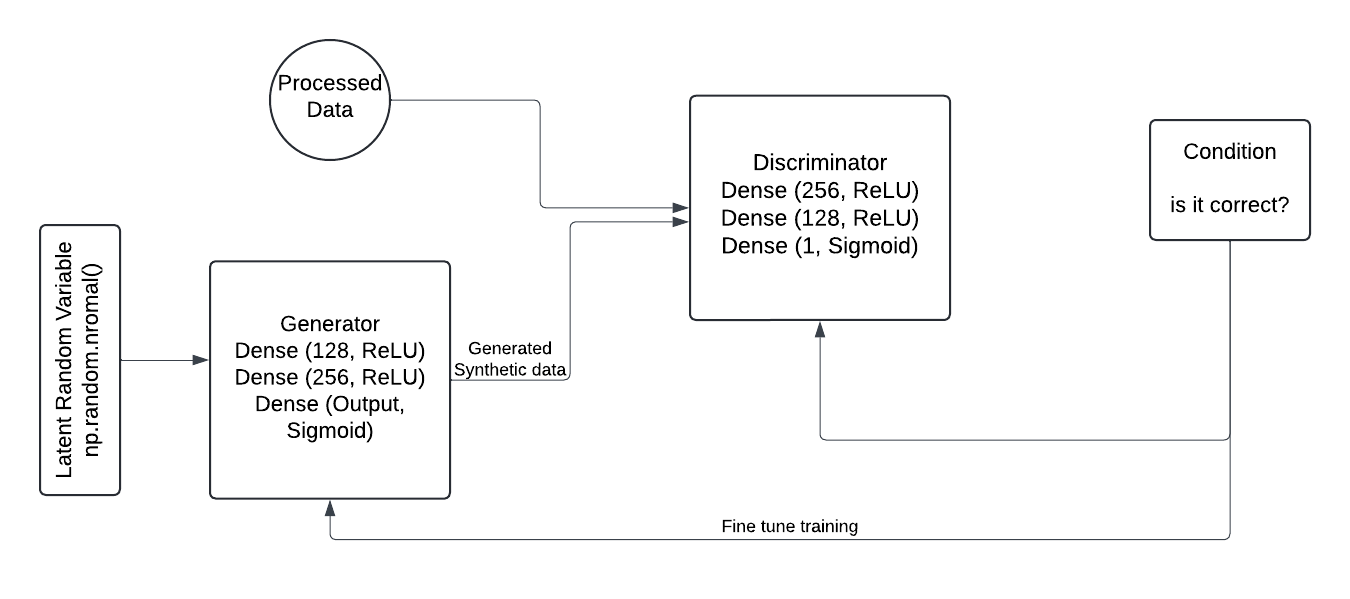 Processed
Data
Discriminator
Dense (256, ReLU)
Dense (128, ReLU)
Dense (1, Sigmoid)
Condition
is it correct?
Latent Random Variable
np.random.nromal()
Generator
Dense (128, ReLU)
Dense (256, ReLU)
Dense (Output,
Sigmoid)
Generated
Synthetic data
Fine tune training